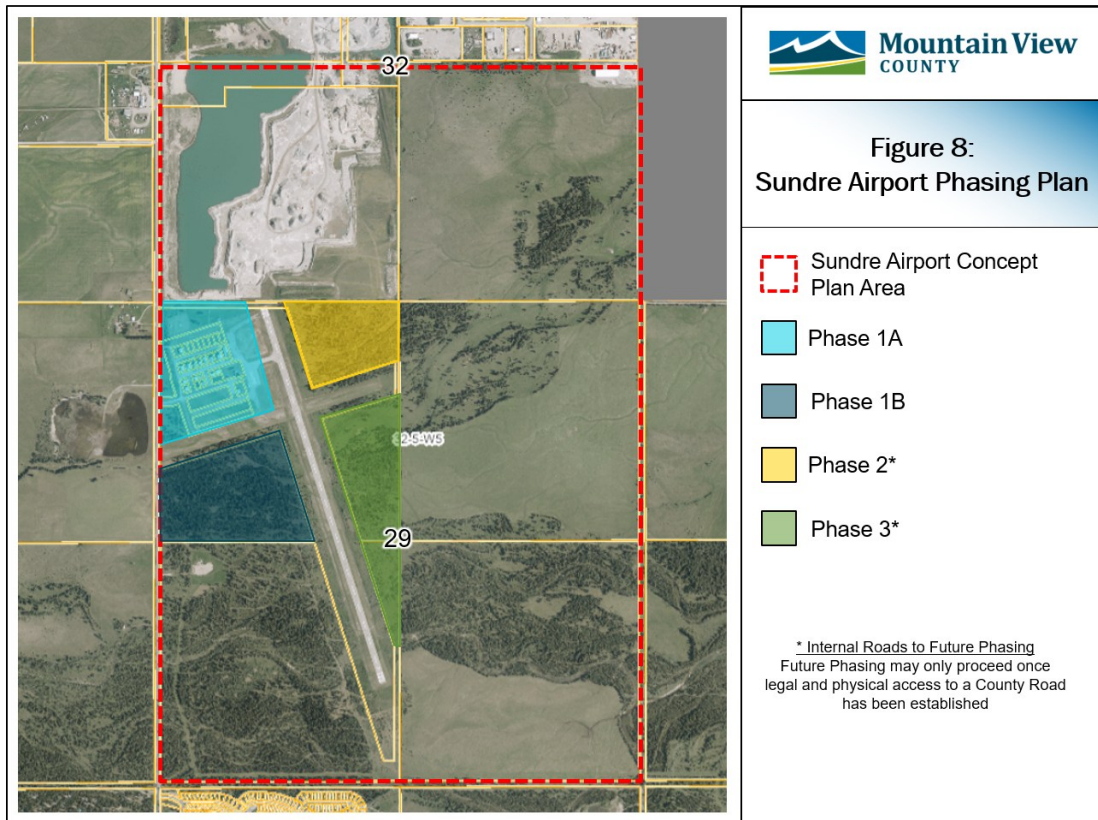 32
32-5-W5
29
Mountain View
COUNTY
Figure 8:
Sundre Airport Phasing Plan
Sundre Airport Concept
Plan Area
Phase 1A
Phase 1B
Phase 2*
Phase 3*
* Internal Roads to Future Phasing
Future Phasing may only proceed once
legal and physical access to a County Road
has been established